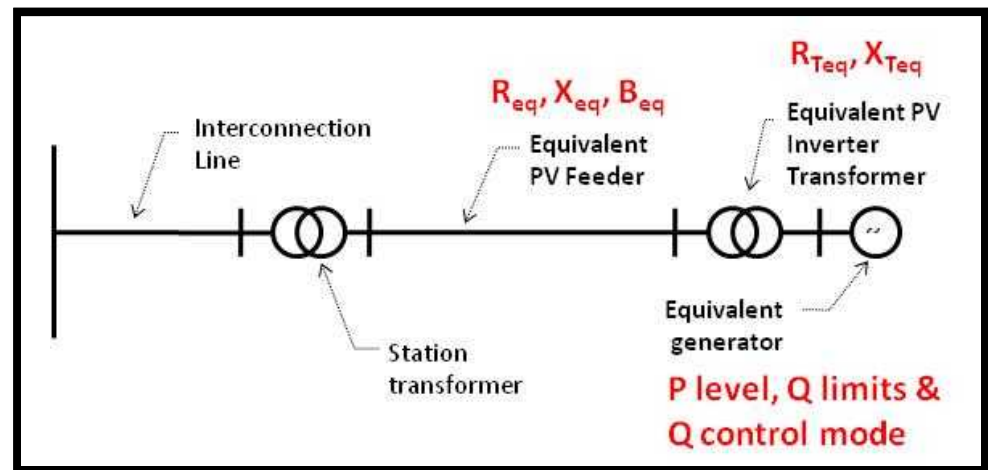 Interconnection
Line
R_eq, X_eq, B_eq
Equivalent
PV Feeder
R_Teq, X_Teq
Equivalent PV
Inverter
Transformer
~
Station
transformer
Equivalent
generator
P level, Q limits &
Q control mode